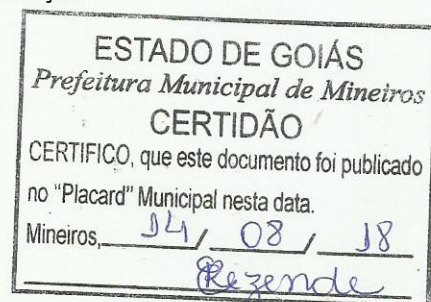 ESTADO DE GOIÁS
Prefeitura Municipal de Mineiros
CERTIDÃO
CERTIFICO, que este documento foi publicado
no "Placard" Municipal nesta data.
Mineiros, 14 / 08 / 18
Rezende